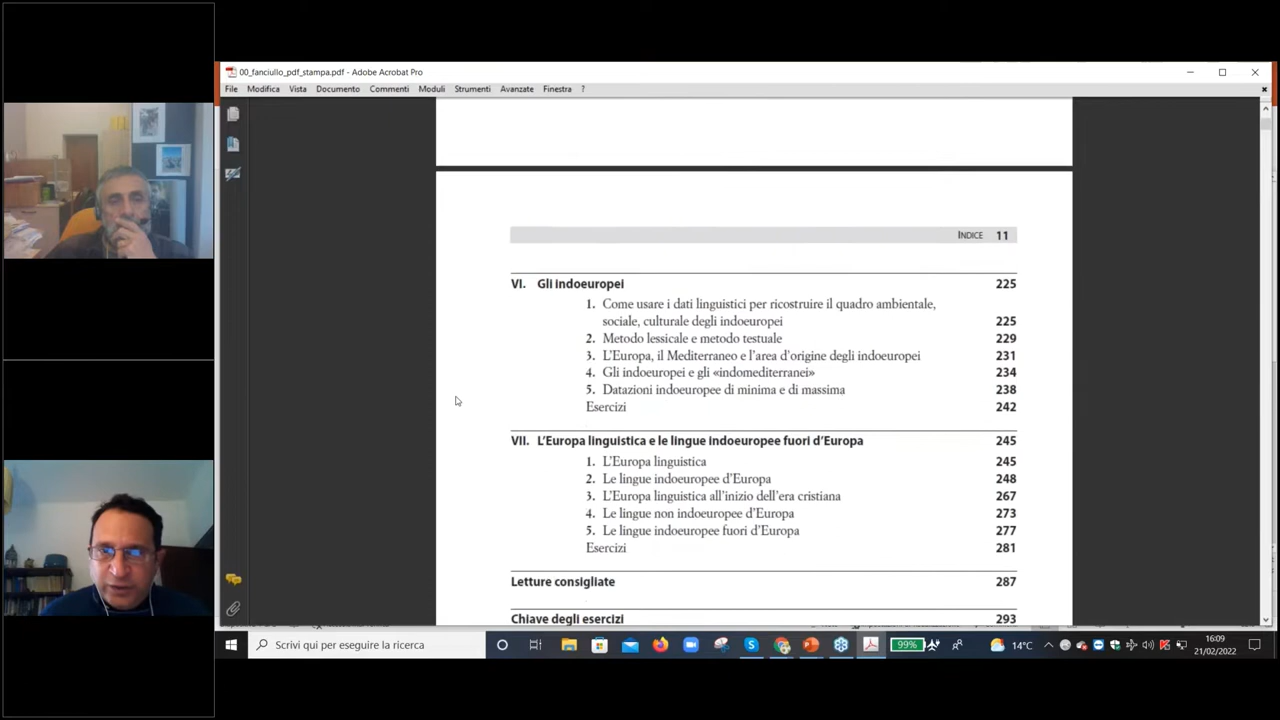 00_fanciullo_pdf_stampa.pdf - Adobe Acrobat Pro
File Modifica Vista Documento Commenti Moduli Strumenti Avanzate Finestra ?
INDICE 11
VI. Gli indoeuropei 225
1. Come usare i dati linguistici per ricostruire il quadro ambientale,
sociale, culturale degli indoeuropei 225
2. Metodo lessicale e metodo testuale 229
3. L'Europa, il Mediterraneo e l'area d'origine degli indoeuropei 231
4. Gli indoeuropei e gli «indomediterranei» 234
5. Datazioni indoeuropee di minima e di massima 238
Esercizi 242
VII. L'Europa linguistica e le lingue indoeuropee fuori d'Europa 245
1. L'Europa linguistica 245
2. Le lingue indoeuropee d'Europa 248
3. L'Europa linguistica all'inizio dell'era cristiana 267
4. Le lingue non indoeuropee d'Europa 273
5. Le lingue indoeuropee fuori d'Europa 277
Esercizi 281
Letture consigliate 287
Chiave degli esercizi 293
Scrivi qui per eseguire la ricerca
99%
14°C
16:09
21/02/2022